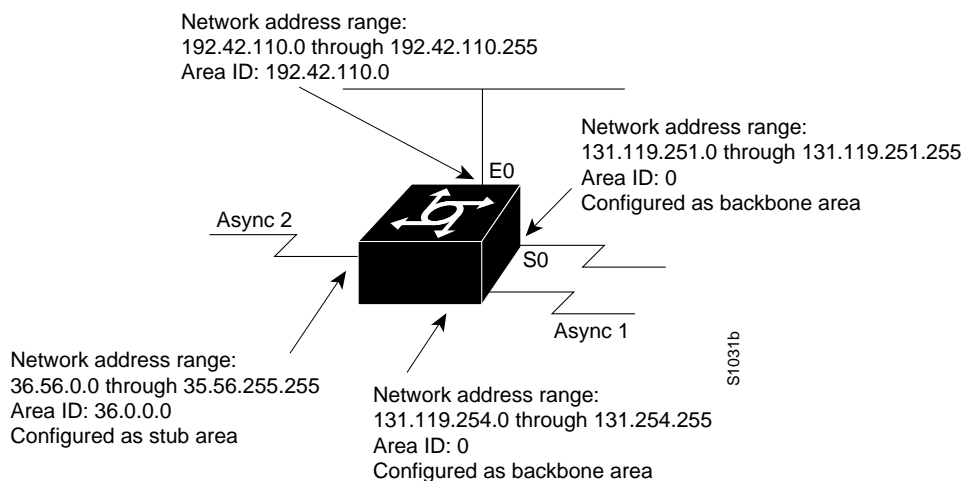 Network address range:
192.42.110.0 through 192.42.110.255
Area ID: 192.42.110.0
Network address range:
131.119.251.0 through 131.119.251.255
Area ID: 0
Configured as backbone area
E0
Async 2
S0
Async 1
S1031b
Network address range:
36.56.0.0 through 35.56.255.255
Area ID: 36.0.0.0
Configured as stub area
Network address range:
131.119.254.0 through 131.254.255
Area ID: 0
Configured as backbone area